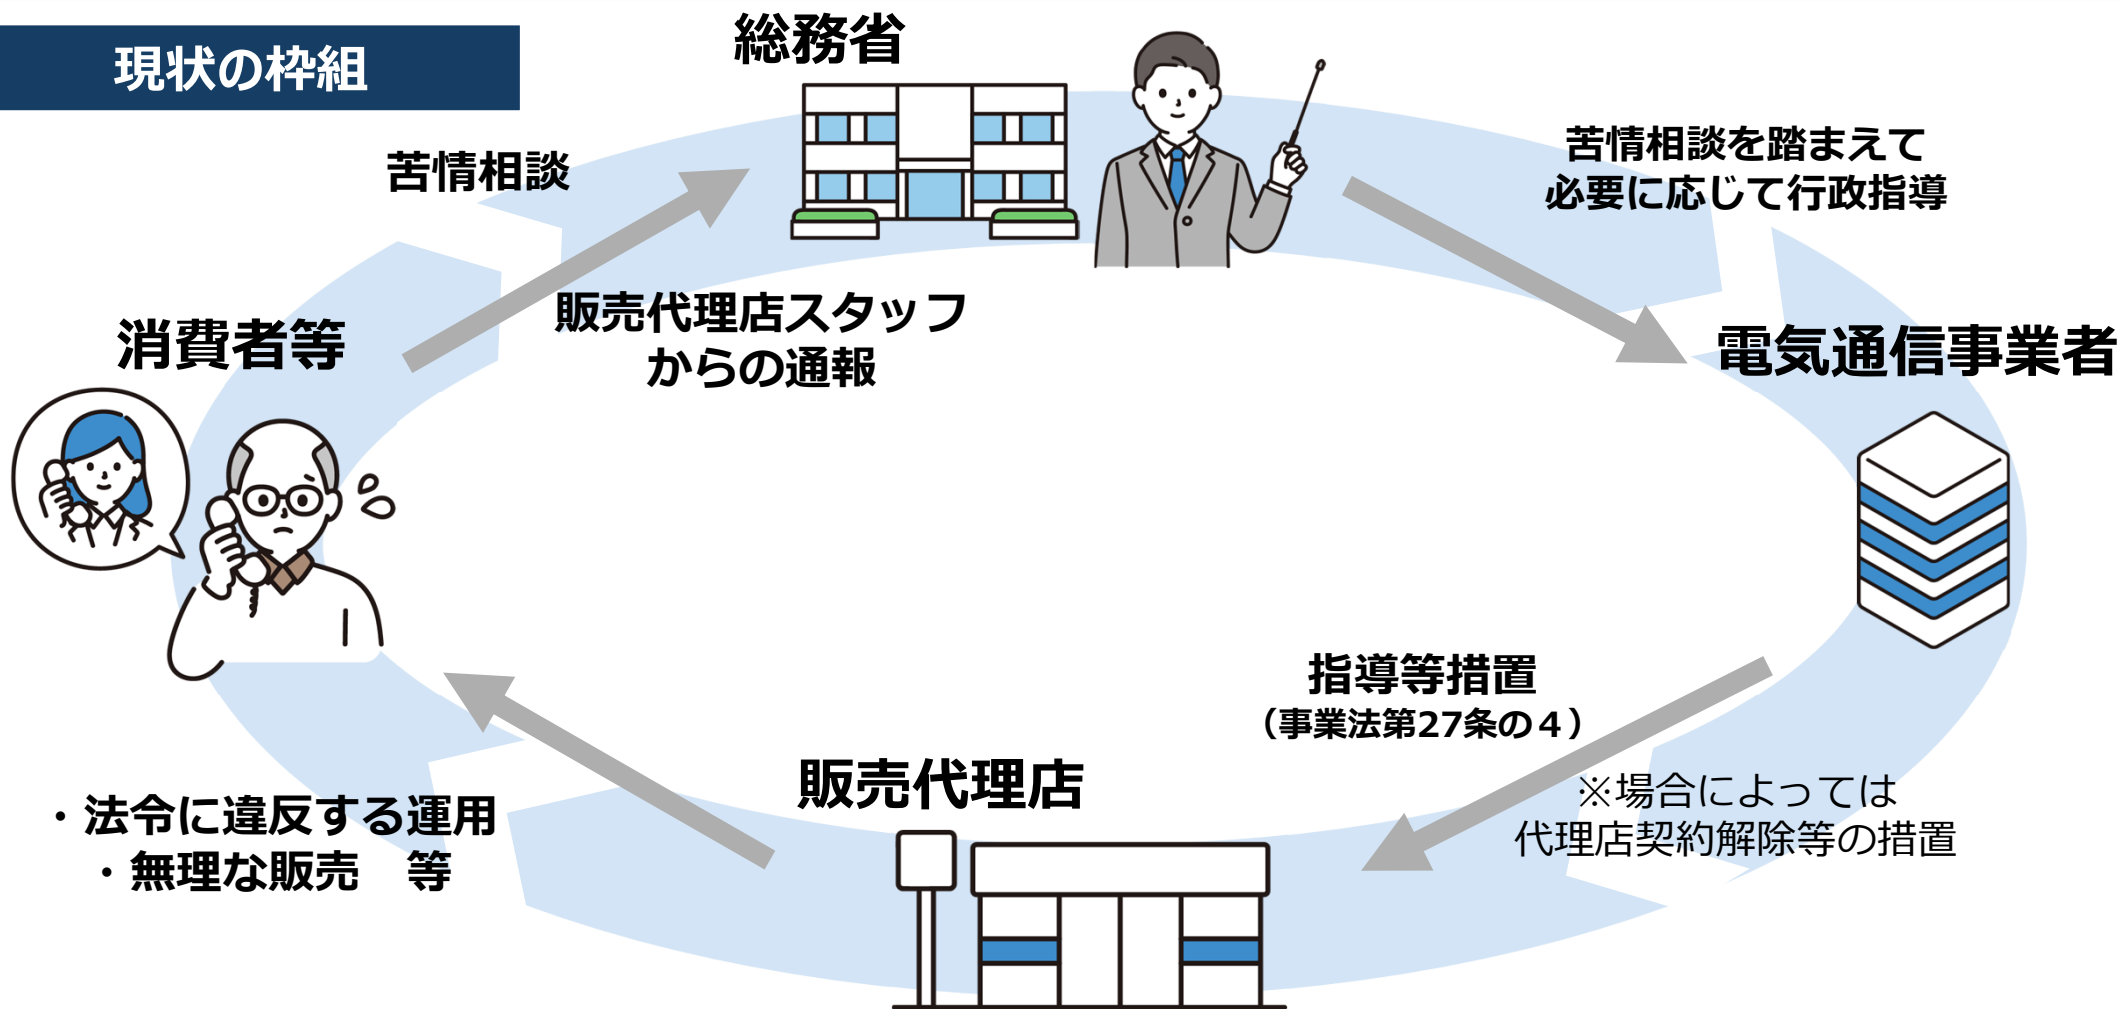 現状の枠組
総務省
苦情相談
苦情相談を踏まえて
必要に応じて行政指導
販売代理店スタッフ
からの通報
消費者等
電気通信事業者
指導等措置
（事業法第27条の４）
※場合によっては
代理店契約解除等の措置
販売代理店
・法令に違反する運用
・無理な販売　等